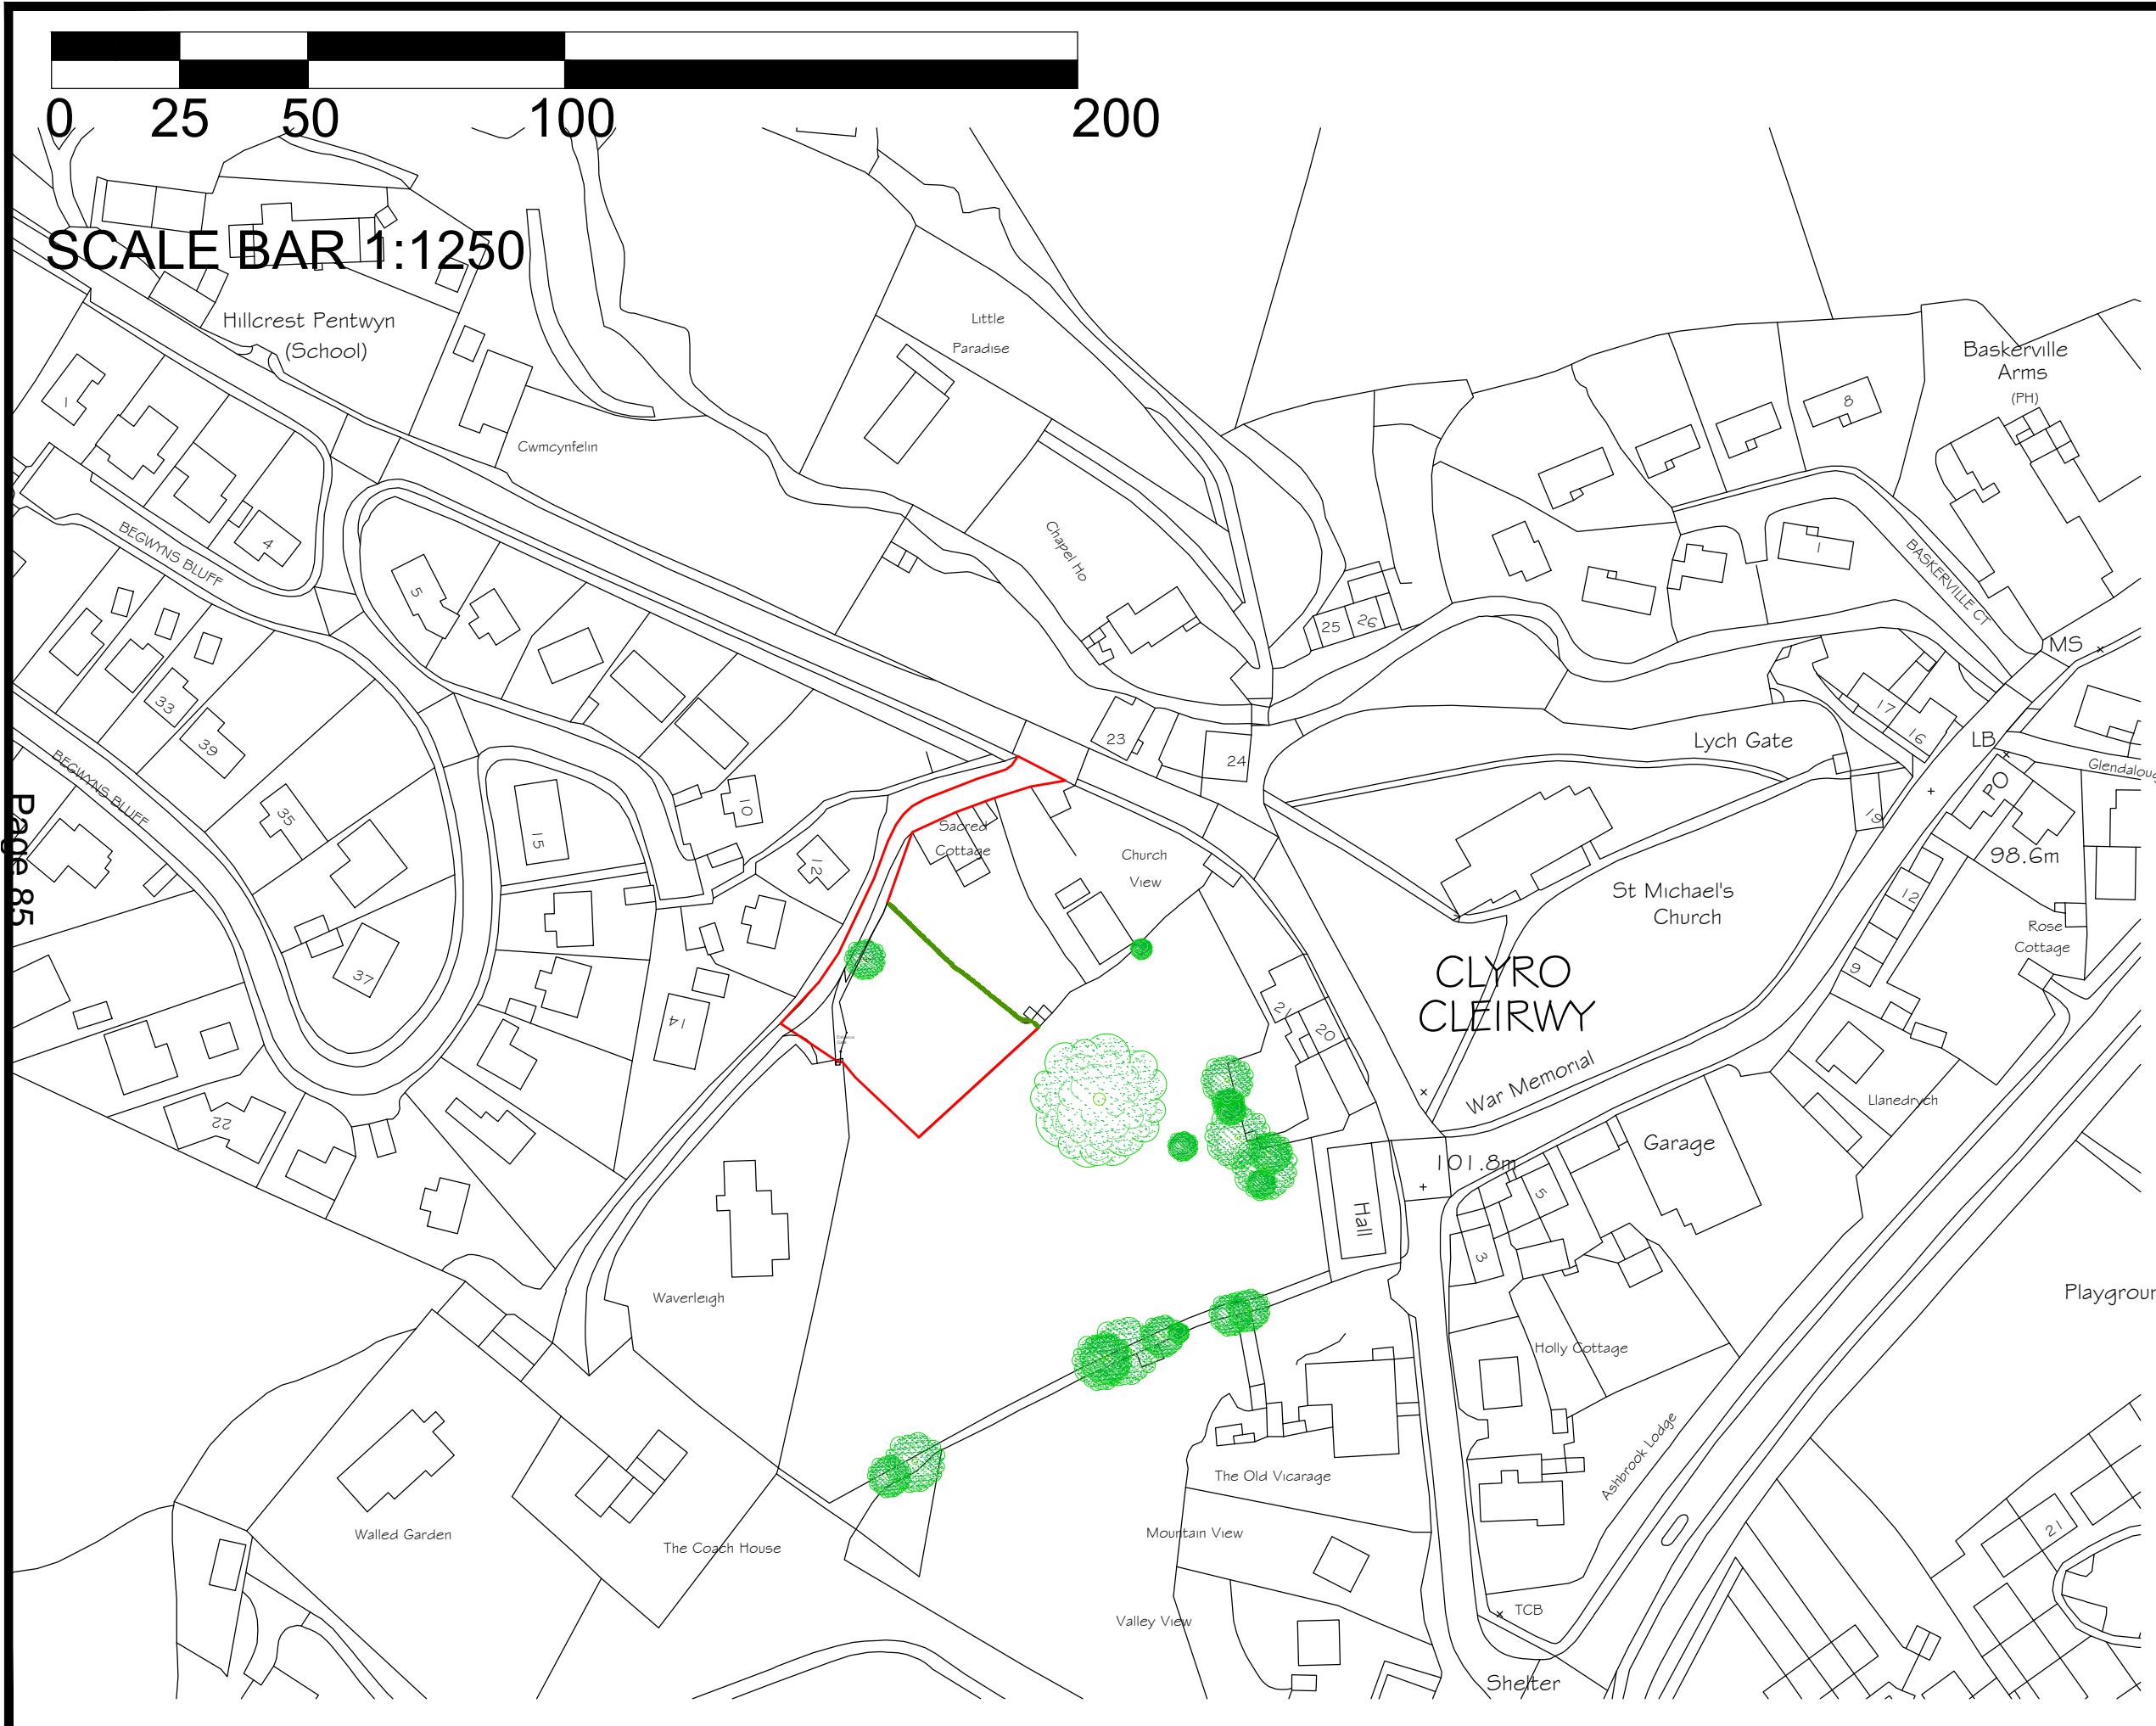 0 25 50 100 200
SCALE BAR 1:1250
Hillcrest Pentwyn
(School)
Little
Paradise
Baskerville
Arms
(PH)
1
8
Cwmcynfelin
4
BEGWYNS BLUFF
Chapel Ho
1
BASKERVILLE CT
5
25
26
MS
33
39
23
24
Lych Gate
17
16
LB
Glendaloug
BEGWYNS BLUFF
Page 85
35
15
10
12
Sacred
Cottage
Church
View
PO
19
98.6m
St Michael's
Church
12
9
Rose
Cottage
37
14
CLYRO
CLEIRWY
21
20
War Memorial
Llanedrych
22
Garage
101.8m
5
Hall
3
Waverleigh
Playgroun
Holly Cottage
Ashbrook Lodge
The Old Vicarage
Walled Garden
The Coach House
Mountain View
21
Valley View
TCB
Shelter